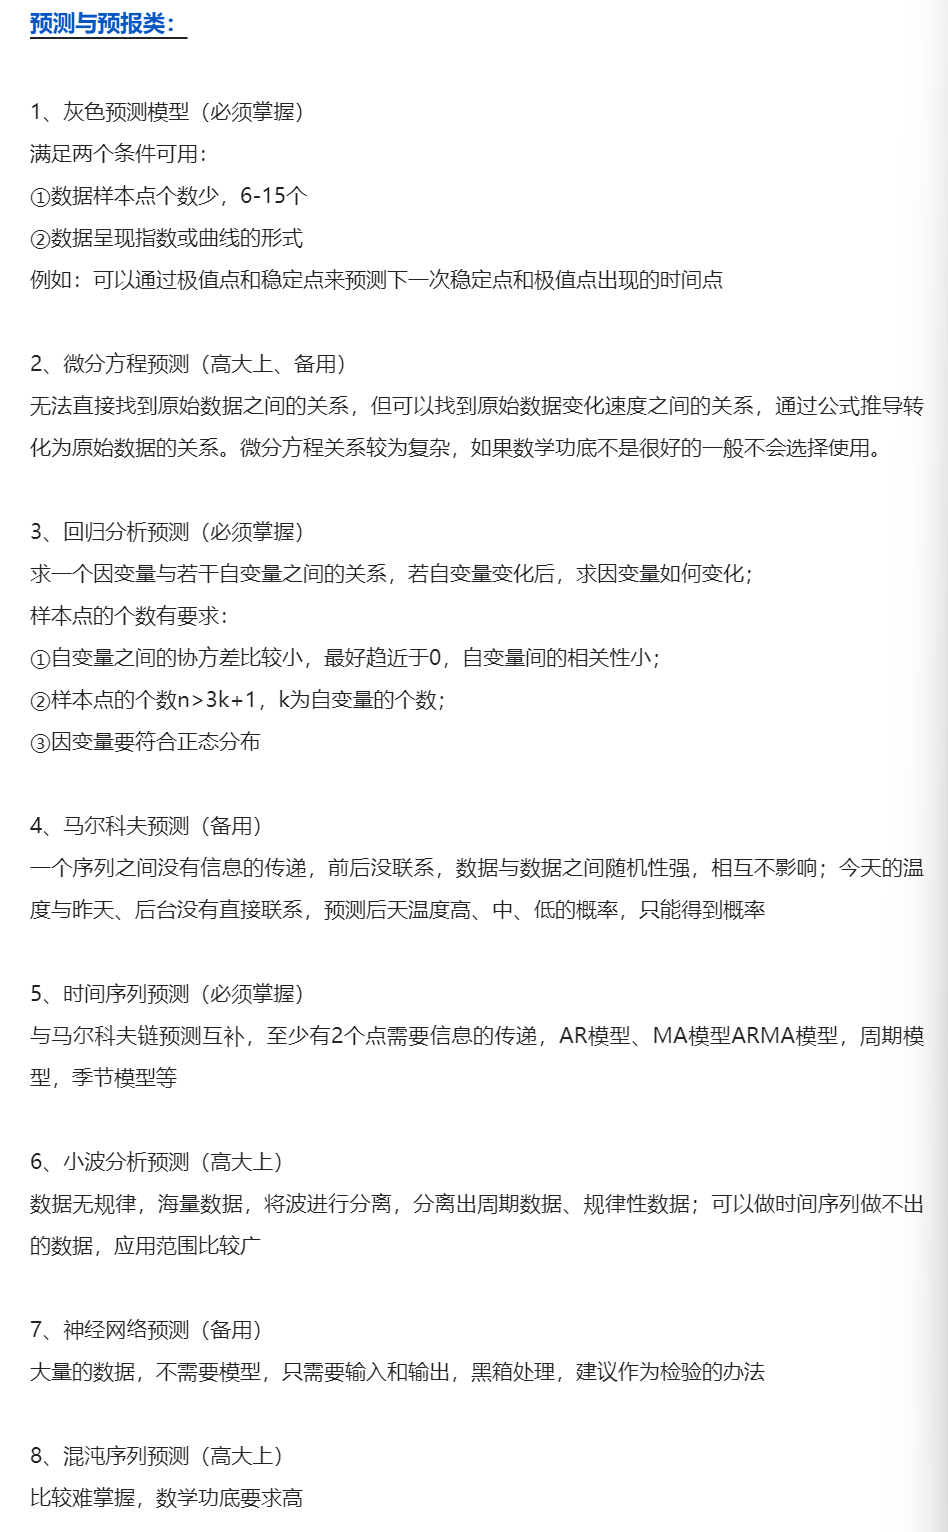 预测与预报类：
1、灰色预测模型（必须掌握）
满足两个条件可用：
①数据样本点个数少，6-15个
②数据呈现指数或曲线的形式
例如：可以通过极值点和稳定点来预测下一次稳定点和极值点出现的时间点
2、微分方程预测（高大上、备用）
无法直接找到原始数据之间的关系，但可以找到原始数据变化速度之间的关系，通过公式推导转
化为原始数据的关系。微分方程关系较为复杂，如果数学功底不是很好的一般不会选择使用。
3、回归分析预测（必须掌握）
求一个因变量与若干自变量之间的关系，若自变量变化后，求因变量如何变化；
样本点的个数有要求：
①自变量之间的协方差比较小，最好趋近于0，自变量间的相关性小；
②样本点的个数n>3k+1，k为自变量的个数；
③因变量要符合正态分布
4、马尔科夫预测（备用）
一个序列之间没有信息的传递，前后没联系，数据与数据之间随机性强，相互不影响；今天的温
度与昨天、后台没有直接联系，预测后天温度高、中、低的概率，只能得到概率
5、时间序列预测（必须掌握）
与马尔科夫链预测互补，至少有2个点需要信息的传递，AR模型、MA模型ARMA模型，周期模
型，季节模型等
6、小波分析预测（高大上）
数据无规律，海量数据，将波进行分离，分离出周期数据、规律性数据；可以做时间序列做不出
的数据，应用范围比较广
7、神经网络预测（备用）
大量的数据，不需要模型，只需要输入和输出，黑箱处理，建议作为检验的办法
8、混沌序列预测（高大上）
比较难掌握，数学功底要求高